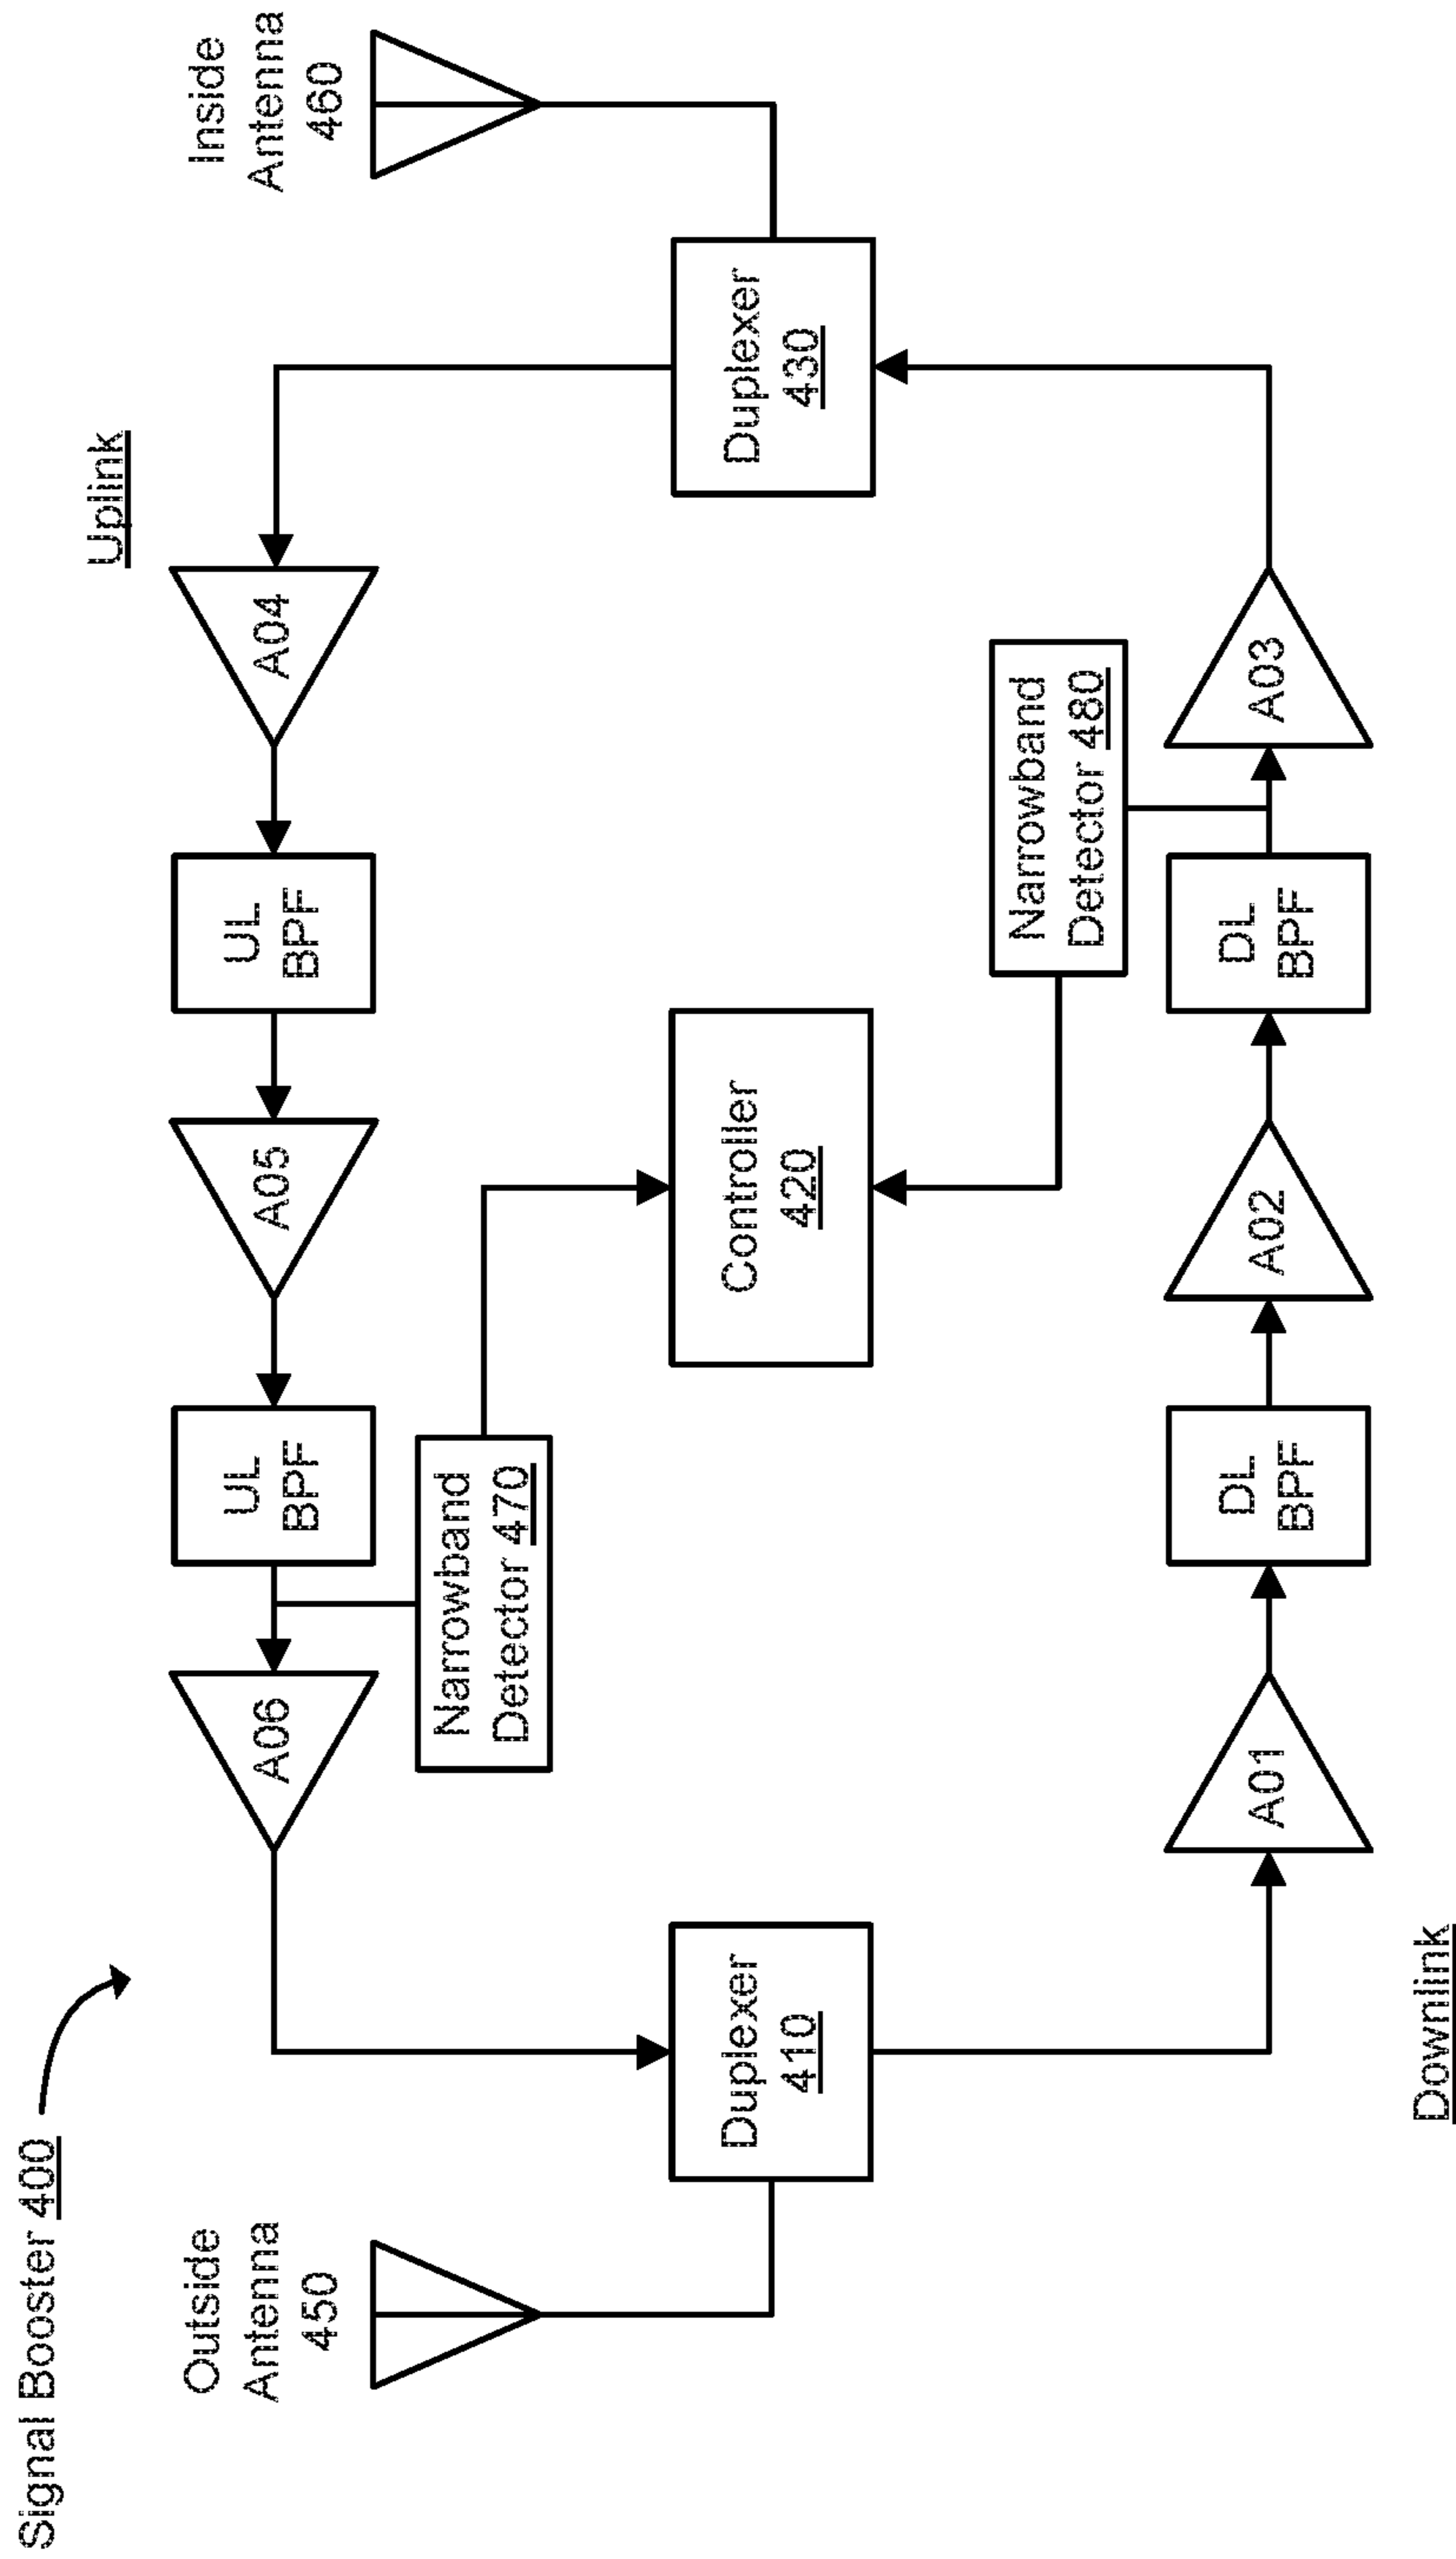 Signal Booster 400
Uplink
Outside
Antenna
450
Inside
Antenna
460
A06
UL
BPF
A05
UL
BPF
A04
Narrowband
Detector 470
Duplexer
410
Controller
420
Duplexer
430
Narrowband
Detector 480
A01
DL
BPF
A02
DL
BPF
A03
Downlink